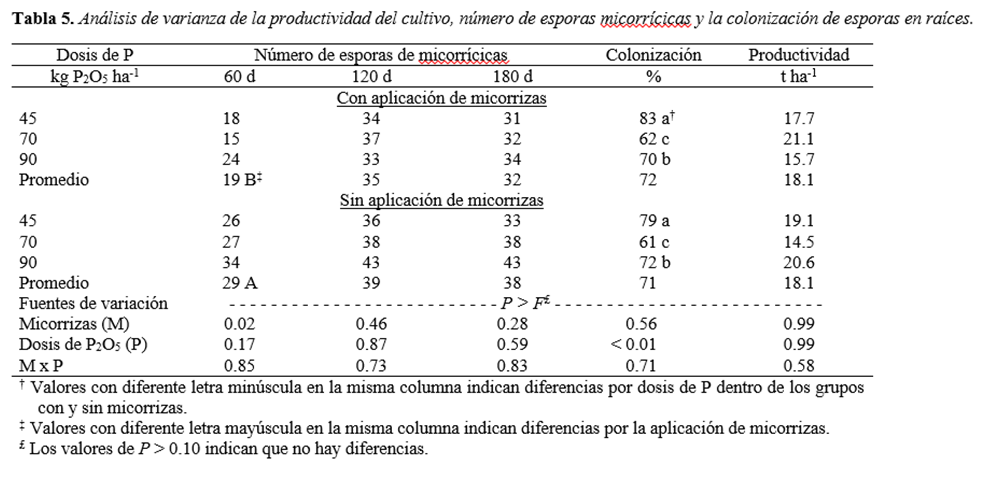 Tabla 5. Análisis de varianza de la productividad del cultivo, número de esporas micorrícicas y la colonización de esporas en raíces.
Dosis de P Número de esporas de micorrícicas Colonización Productividad
kg P₂O₅ ha⁻¹ 60 d 120 d 180 d % t ha⁻¹
Con aplicación de micorrizas
45 18 34 31 83 a† 17.7
70 15 37 32 62 c 21.1
90 24 33 34 70 b 15.7
Promedio 19 B‡ 35 32 72 18.1
Sin aplicación de micorrizas
45 26 36 33 79 a 19.1
70 27 38 38 61 c 14.5
90 34 43 43 72 b 20.6
Promedio 29 A 39 38 71 18.1
Fuentes de variación - - - - - - - - - - - - - - - - - - - - - - - - - - P > F£ - - - - - - - - - - - - - - - - - - - - - - - - - -
Micorrizas (M) 0.02 0.46 0.28 0.56 0.99
Dosis de P₂O₅ (P) 0.17 0.87 0.59 < 0.01 0.99
M x P 0.85 0.73 0.83 0.71 0.58
† Valores con diferente letra minúscula en la misma columna indican diferencias por dosis de P dentro de los grupos
con y sin micorrizas.
‡ Valores con diferente letra mayúscula en la misma columna indican diferencias por la aplicación de micorrizas.
£ Los valores de P > 0.10 indican que no hay diferencias.